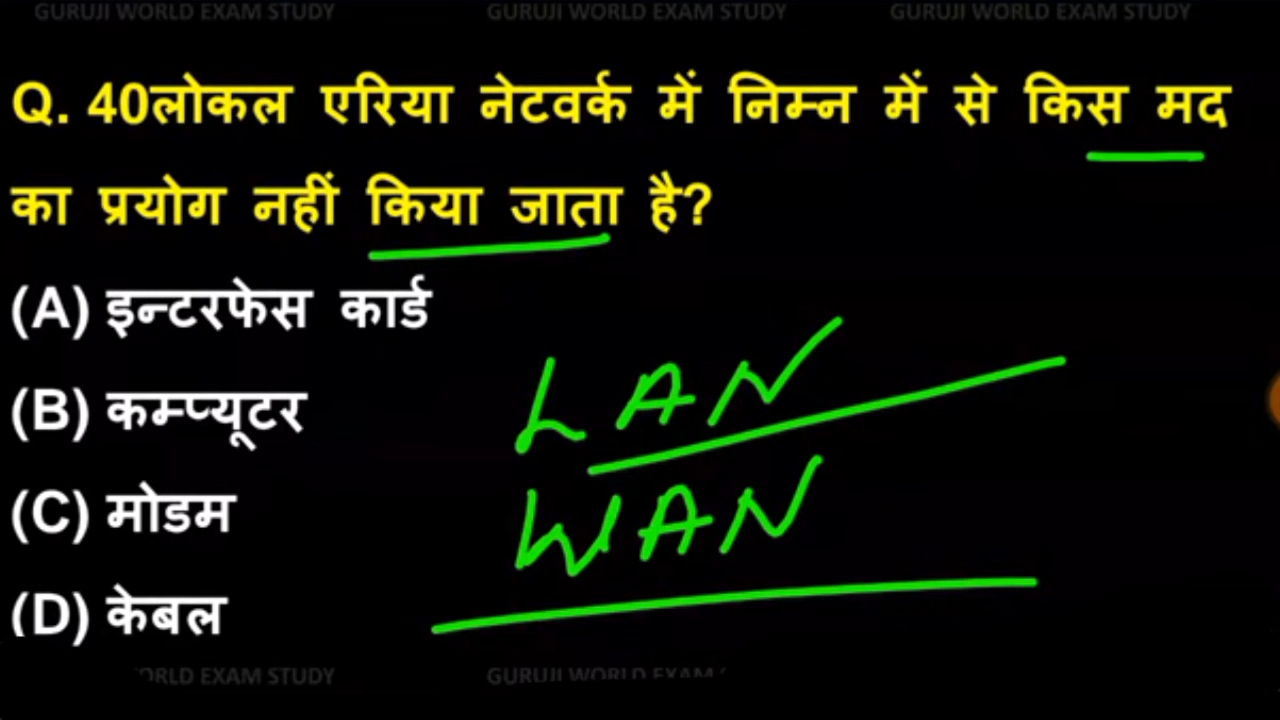 GURUJI WORLD EXAM STUDY GURUJI WORLD EXAM STUDY GURUJI WORLD EXAM STUDY
Q. 40लोकल एरिया नेटवर्क में निम्न में से किस मद
का प्रयोग नहीं किया जाता है?
(A) इन्टरफेस कार्ड
(B) कम्प्यूटर
(C) मोडम
(D) केबल
LAN
WAN
EXAM STUDY GURUJI WORLD EXAM